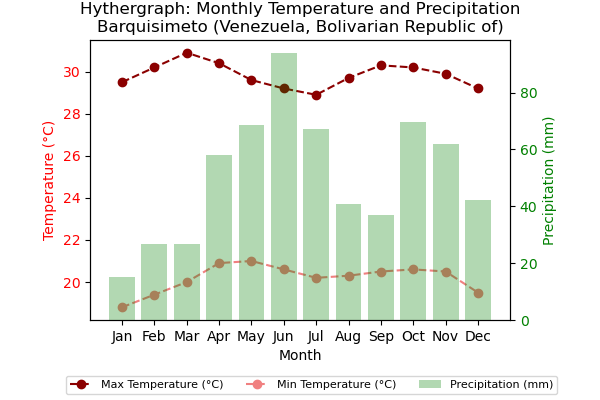 Hythergraph: Monthly Temperature and Precipitation
Barquisimeto (Venezuela, Bolivarian Republic of)
Temperature (°C)
30
28
26
24
22
20
Precipitation (mm)
80
60
40
20
0
Jan Feb Mar Apr May Jun Jul Aug Sep Oct Nov Dec
Month
Max Temperature (°C) Min Temperature (°C) Precipitation (mm)